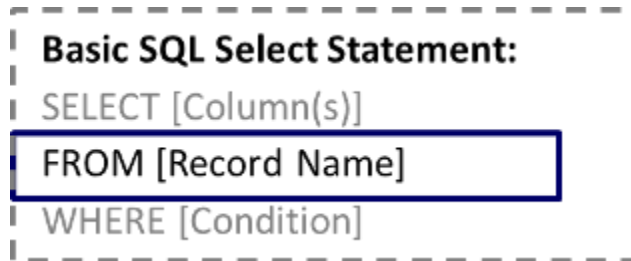 Basic SQL Select Statement:
SELECT [Column(s)]
FROM [Record Name]
WHERE [Condition]